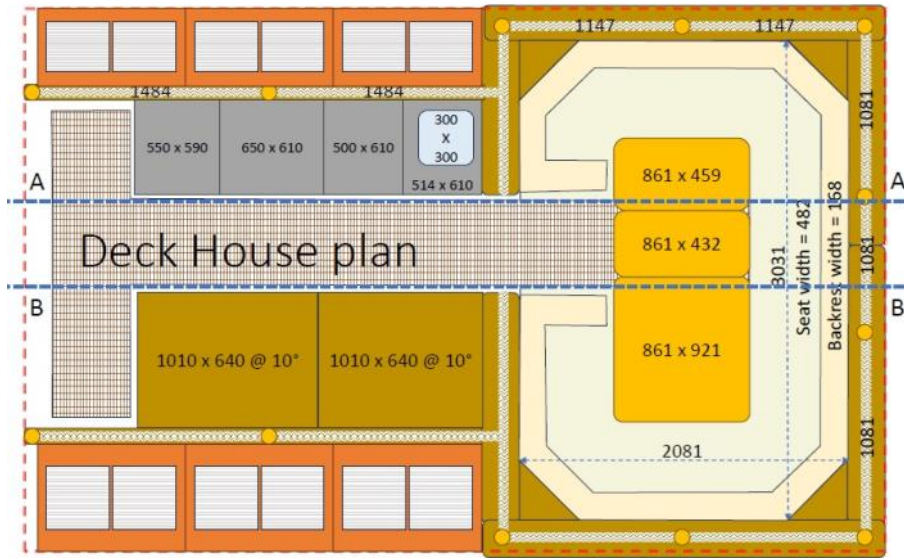 1147
1147
1484
1484
300
X
300
550 x 590
650 x 610
500 x 610
514 x 610
1081
A
A
861 x 459
Deck House plan
861 x 432
3031
Seat width = 482
Backrest width = 168
1081
B
B
1010 x 640 @ 10°
1010 x 640 @ 10°
861 x 921
2081
1081